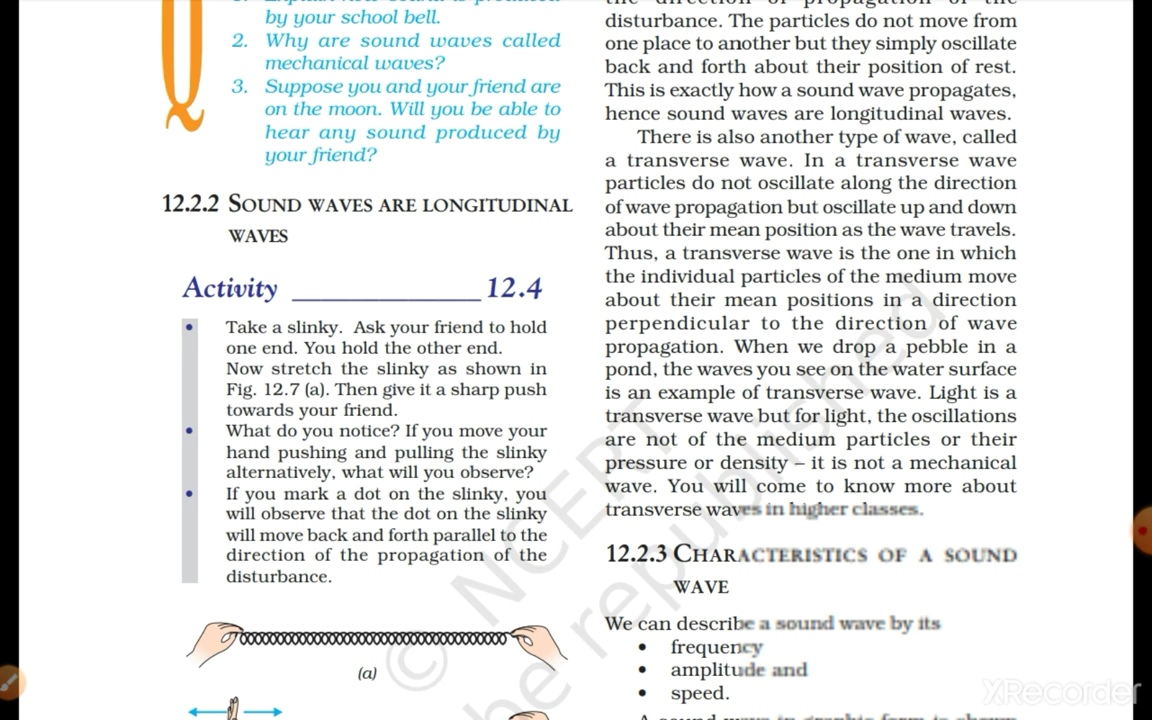 by your school bell.
2. Why are sound waves called
mechanical waves?
3. Suppose you and your friend are
on the moon. Will you be able to
hear any sound produced by
your friend?
12.2.2 SOUND WAVES ARE LONGITUDINAL
WAVES
Activity ______________ 12.4
• Take a slinky. Ask your friend to hold
one end. You hold the other end.
Now stretch the slinky as shown in
Fig. 12.7 (a). Then give it a sharp push
towards your friend.
• What do you notice? If you move your
hand pushing and pulling the slinky
alternatively, what will you observe?
• If you mark a dot on the slinky, you
will observe that the dot on the slinky
will move back and forth parallel to the
direction of the propagation of the
disturbance.
(a)
disturbance. The particles do not move from
one place to another but they simply oscillate
back and forth about their position of rest.
This is exactly how a sound wave propagates,
hence sound waves are longitudinal waves.
There is also another type of wave, called
a transverse wave. In a transverse wave
particles do not oscillate along the direction
of wave propagation but oscillate up and down
about their mean position as the wave travels.
Thus, a transverse wave is the one in which
the individual particles of the medium move
about their mean positions in a direction
perpendicular to the direction of wave
propagation. When we drop a pebble in a
pond, the waves you see on the water surface
is an example of transverse wave. Light is a
transverse wave but for light, the oscillations
are not of the medium particles or their
pressure or density – it is not a mechanical
wave. You will come to know more about
transverse waves in higher classes.
12.2.3 CHARACTERISTICS OF A SOUND
WAVE
We can describe a sound wave by its
• frequency
• amplitude and
• speed.
Q
© NCERT
be republished
XRecorder